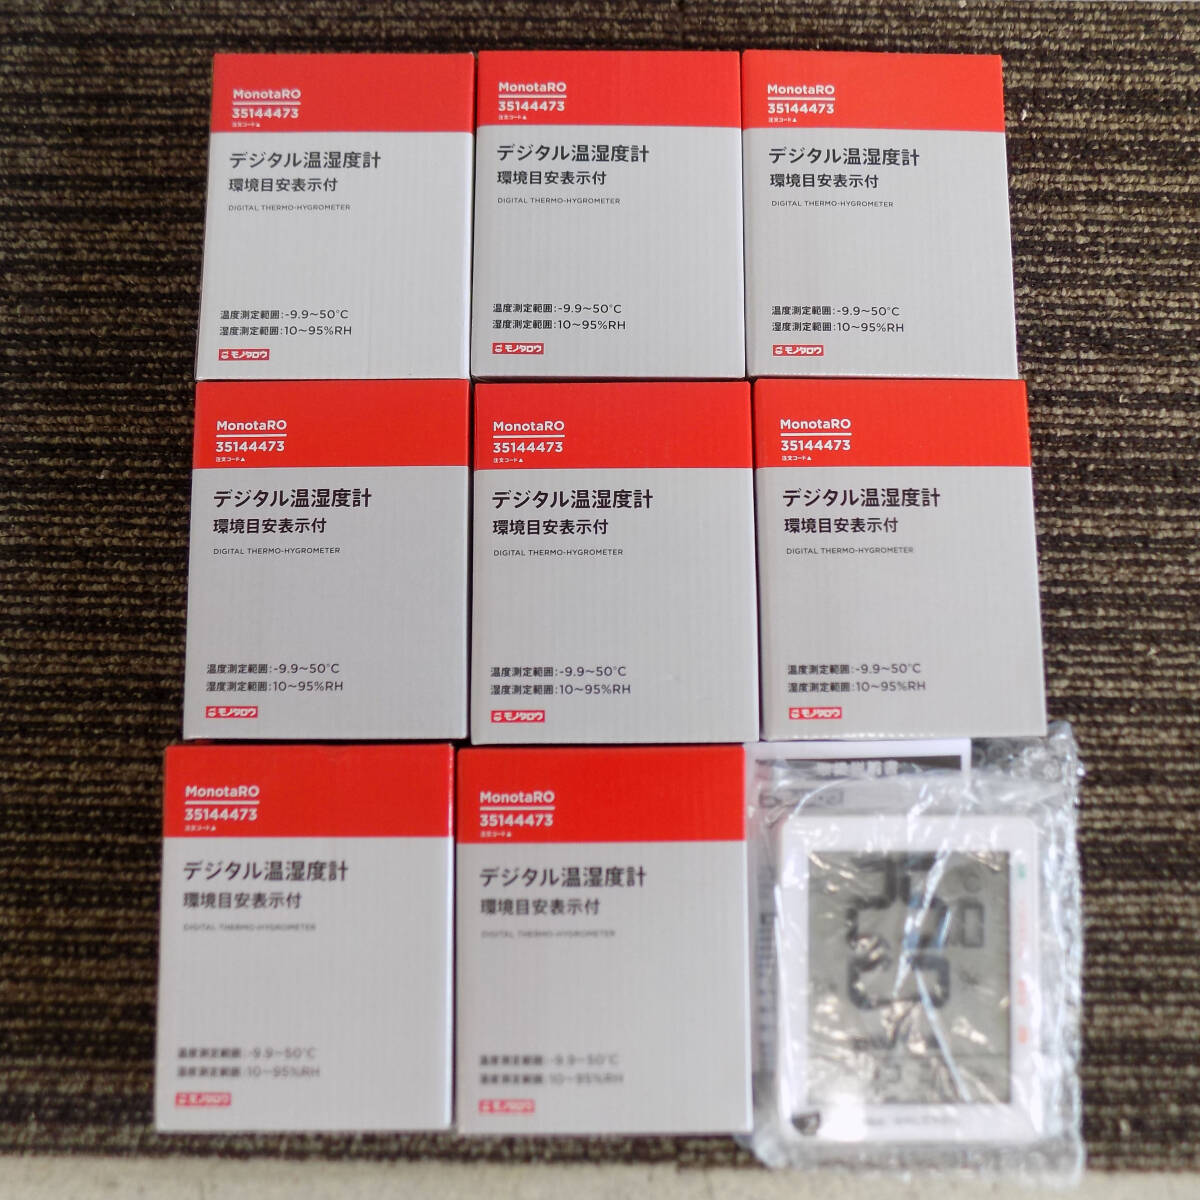 MonotaRO
35144473
注文コード▲
デジタル温湿度計
環境目安表示付
DIGITAL THERMO-HYGROMETER
温度測定範囲:-9.9~50°C
湿度測定範囲:10~95%RH
モノタロウ
MonotaRO
35144473
注文コード▲
デジタル温湿度計
環境目安表示付
DIGITAL THERMO-HYGROMETER
温度測定範囲:-9.9~50°C
湿度測定範囲:10~95%RH
モノタロウ
MonotaRO
35144473
注文コード▲
デジタル温湿度計
環境目安表示付
DIGITAL THERMO-HYGROMETER
温度測定範囲:-9.9~50°C
湿度測定範囲:10~95%RH
モノタロウ
MonotaRO
35144473
注文コード▲
デジタル温湿度計
環境目安表示付
DIGITAL THERMO-HYGROMETER
温度測定範囲:-9.9~50°C
湿度測定範囲:10~95%RH
モノタロウ
MonotaRO
35144473
注文コード▲
デジタル温湿度計
環境目安表示付
DIGITAL THERMO-HYGROMETER
温度測定範囲:-9.9~50°C
湿度測定範囲:10~95%RH
モノタロウ
MonotaRO
35144473
注文コード▲
デジタル温湿度計
環境目安表示付
DIGITAL THERMO-HYGROMETER
温度測定範囲:-9.9~50°C
湿度測定範囲:10~95%RH
モノタロウ
MonotaRO
35144473
注文コード▲
デジタル温湿度計
環境目安表示付
DIGITAL THERMO-HYGROMETER
温度測定範囲:-9.9~50°C
湿度測定範囲:10~95%RH
モノタロウ
MonotaRO
35144473
注文コード▲
デジタル温湿度計
環境目安表示付
DIGITAL THERMO-HYGROMETER
温度測定範囲:-9.9~50°C
湿度測定範囲:10~95%RH
モノタロウ